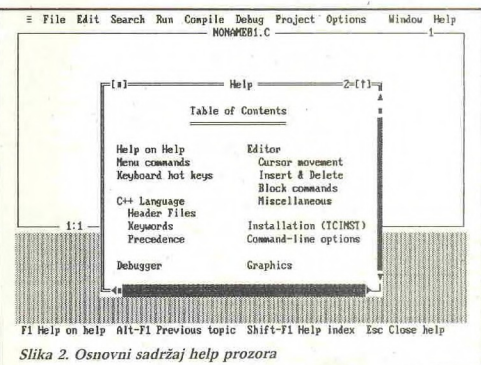 ≡ File Edit Search Run Compile Debug Project Options Window Help
NONAME01.C 1
[■] Help 2=[↑]
Table of Contents
Help on Help
Menu commands
Keyboard hot keys
C++ Language
Header Files
Keywords
Precedence
Debugger
Editor
Cursor movement
Insert & Delete
Block commands
Miscellaneous
Installation (TCINST)
Command-line options
Graphics
1:1
F1 Help on help Alt-F1 Previous topic Shift-F1 Help index Esc Close help
Slika 2. Osnovni sadržaj help prozora